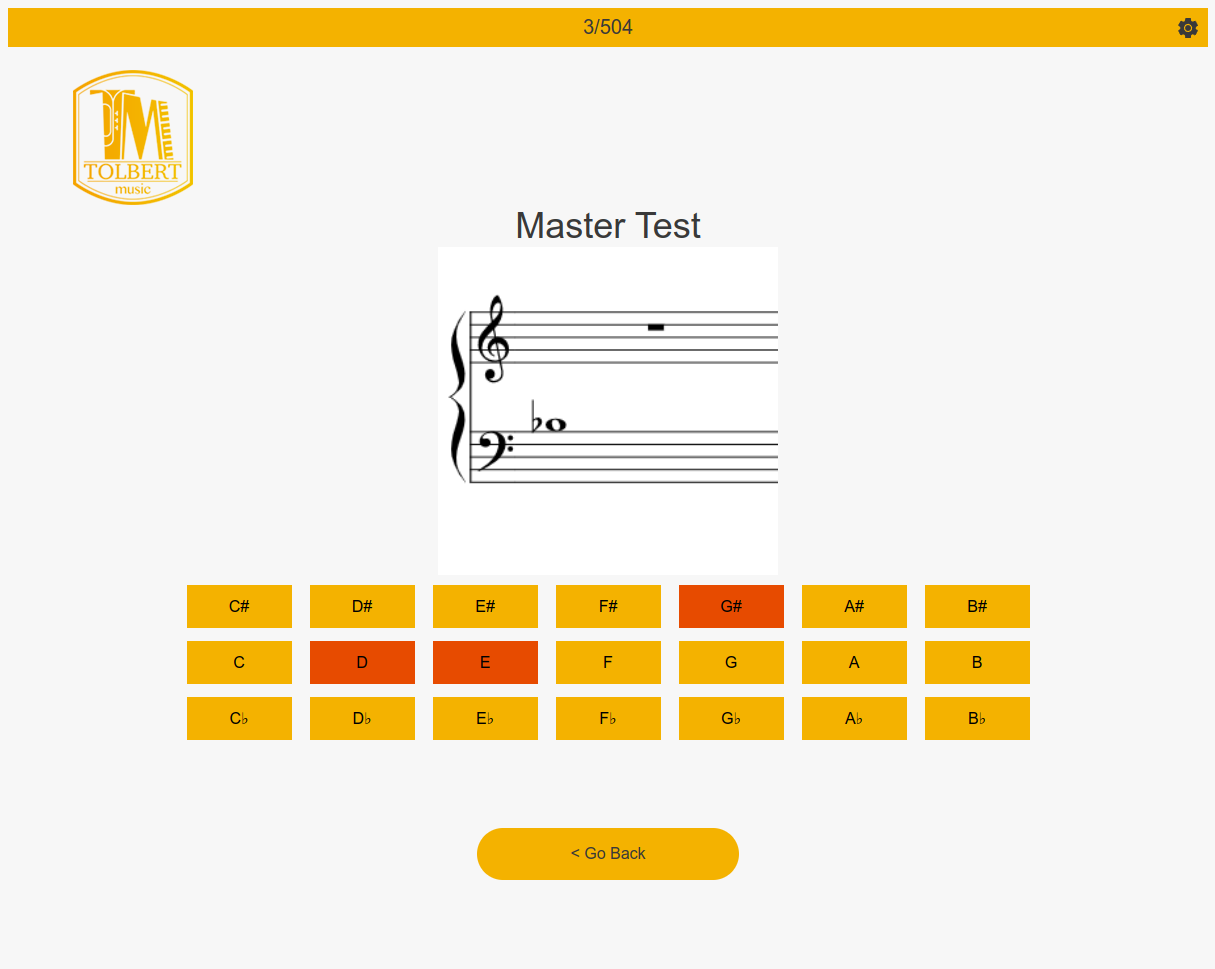 3/504
TM
TOLBERT
music
Master Test
C# D# E# F# G# A# B#
C D E F G A B
C♭ D♭ E♭ F♭ G♭ A♭ B♭
< Go Back